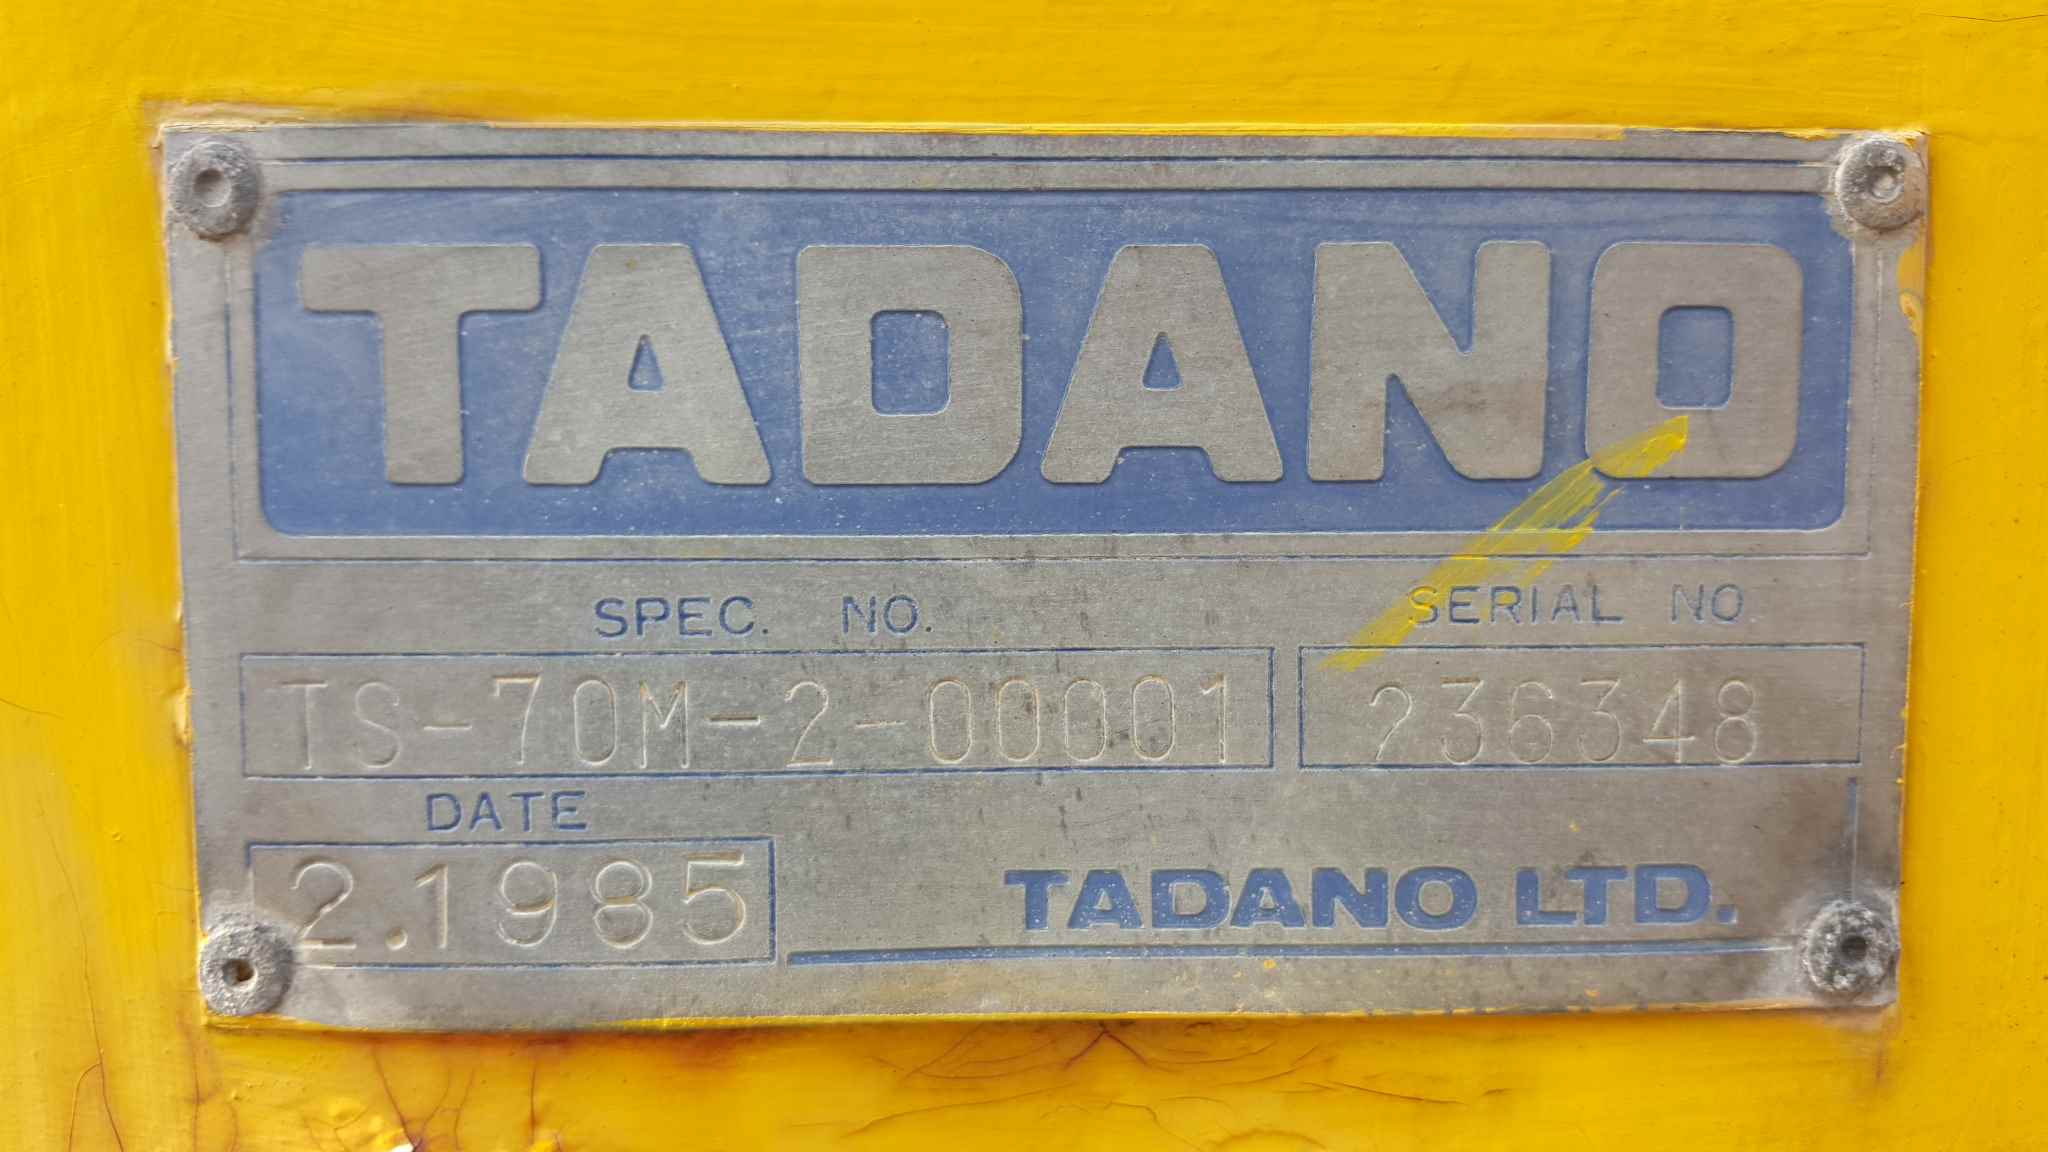 TADANO
SPEC. NO. SERIAL NO.
TS-70M-2-00001 236348
DATE
2.1985
TADANO LTD.